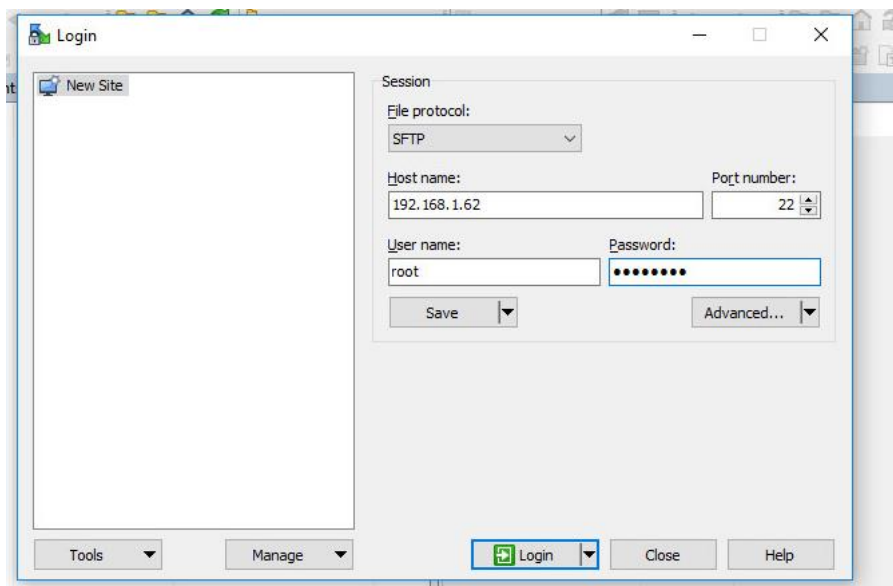 Login
New Site
Session
File protocol:
SFTP
Host name:
Port number:
192.168.1.62
22
User name:
Password:
root
••••••••
Save
Advanced...
Tools
Manage
Login
Close
Help